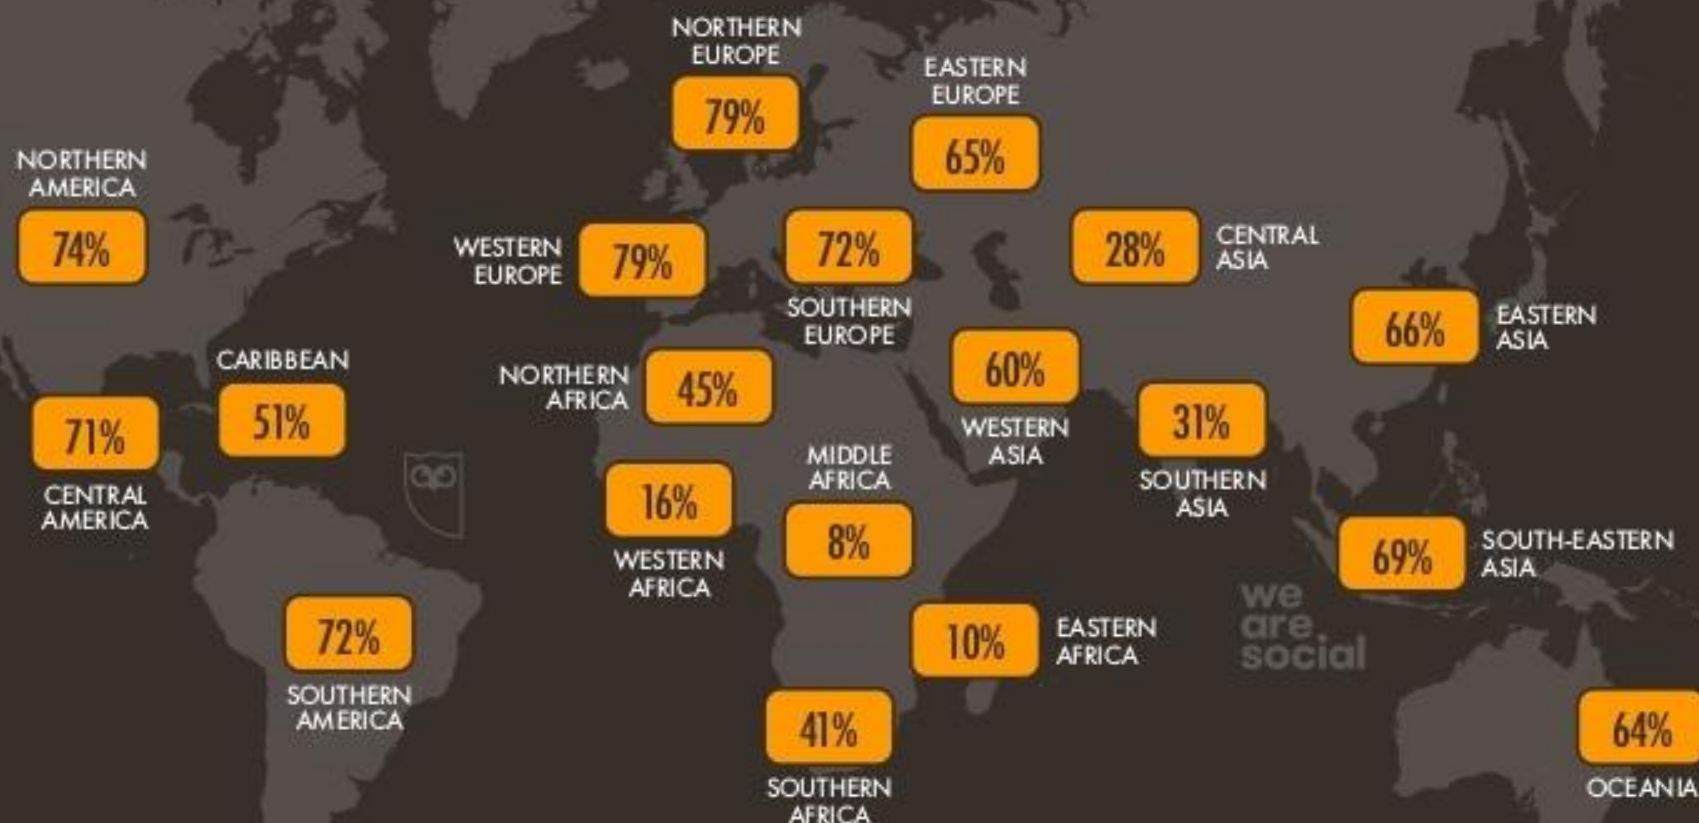 NORTHERN
EUROPE
79%
EASTERN
EUROPE
65%
NORTHERN
AMERICA
74%
WESTERN
EUROPE
79%
72%
SOUTHERN
EUROPE
28%
CENTRAL
ASIA
66%
EASTERN
ASIA
CARIBBEAN
51%
NORTHERN
AFRICA
45%
60%
WESTERN
ASIA
31%
SOUTHERN
ASIA
71%
CENTRAL
AMERICA
16%
WESTERN
AFRICA
MIDDLE
AFRICA
8%
69%
SOUTH-EASTERN
ASIA
we
are
social
72%
SOUTHERN
AMERICA
10%
EASTERN
AFRICA
41%
SOUTHERN
AFRICA
64%
OCEANIA